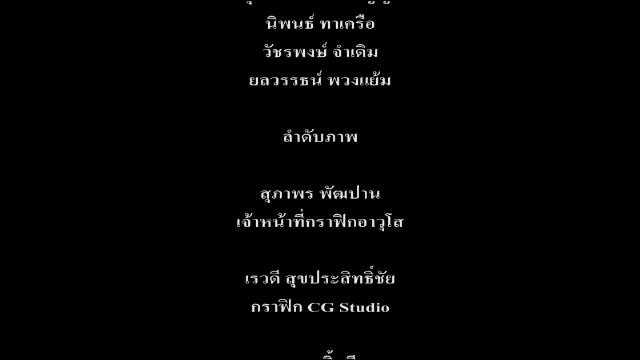 นิพนธ์ ทาเครือ
วัชรพงษ์ จำเดิม
ยลวรรธน์ พวงแย้ม
ลำดับภาพ
สุภาพร พัฒปาน
เจ้าหน้าที่กราฟิกอาวุโส
เรวดี สุขประสิทธิ์ชัย
กราฟิก CG Studio